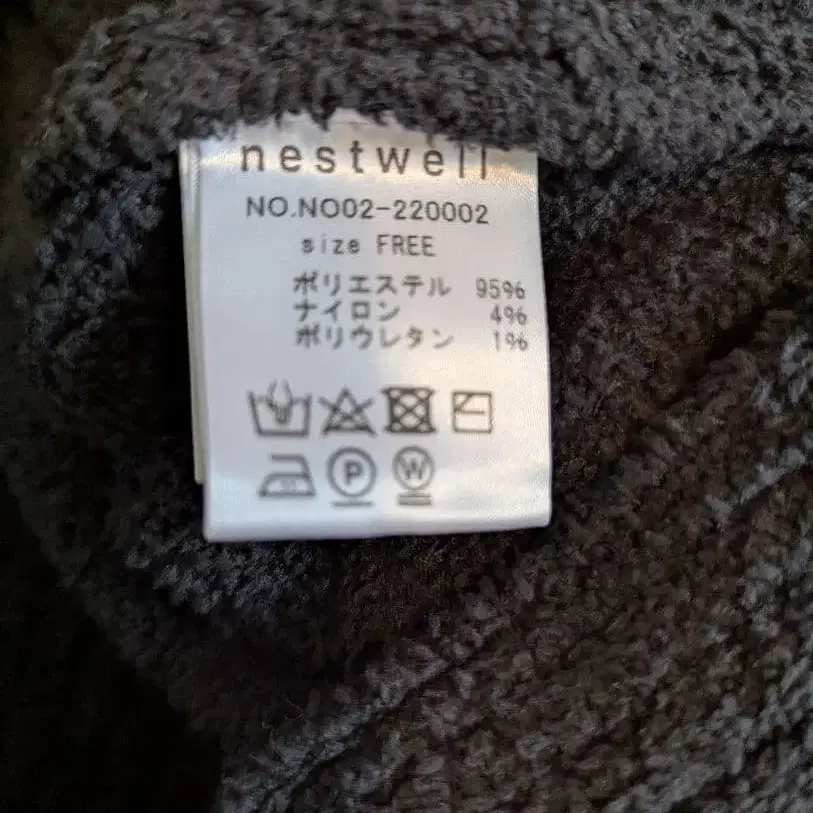 nestwell
NO.NO02-220002
size FREE
ポリエステル 95%
ナイロン 4%
ポリウレタン 1%
P W